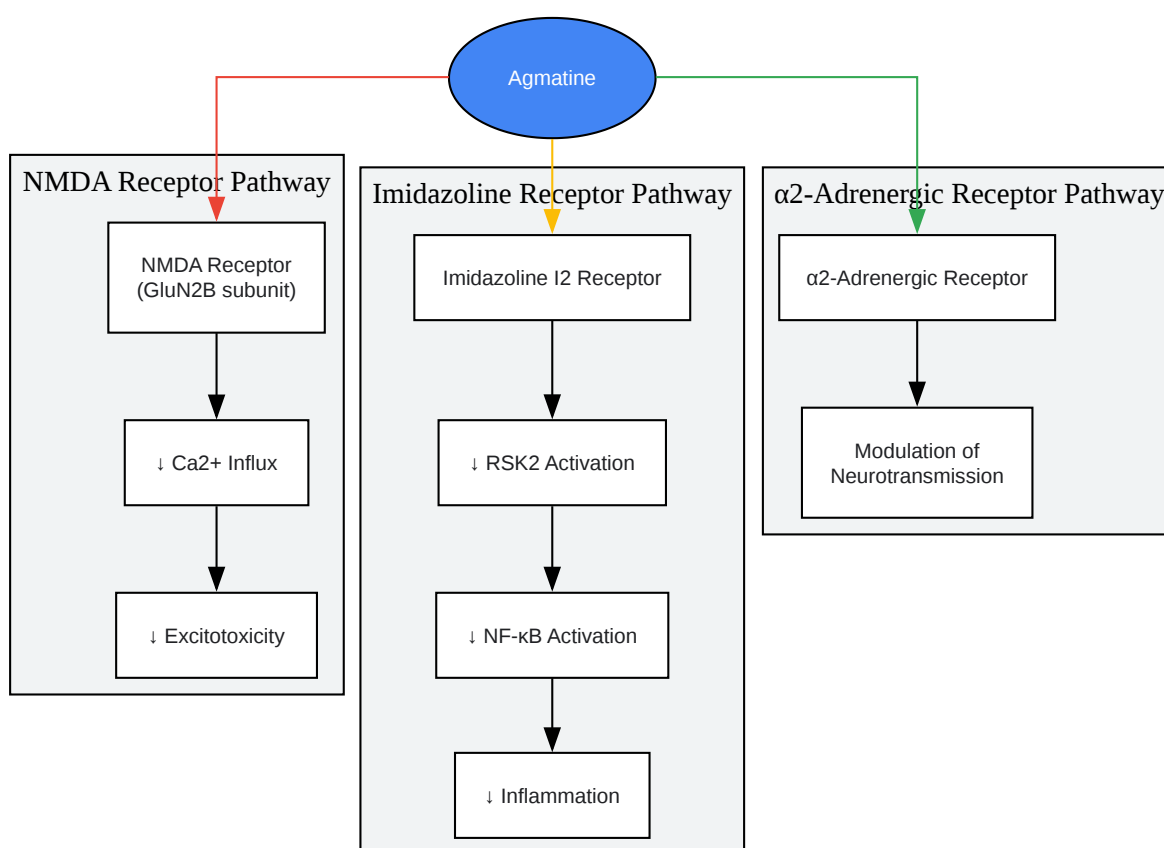 Agmatine
NMDA Receptor Pathway
NMDA Receptor
(GluN2B subunit)
↓ Ca2+ Influx
↓ Excitotoxicity
Imidazoline Receptor Pathway
Imidazoline I2 Receptor
↓ RSK2 Activation
↓ NF-κB Activation
↓ Inflammation
α2-Adrenergic Receptor Pathway
α2-Adrenergic Receptor
Modulation of
Neurotransmission